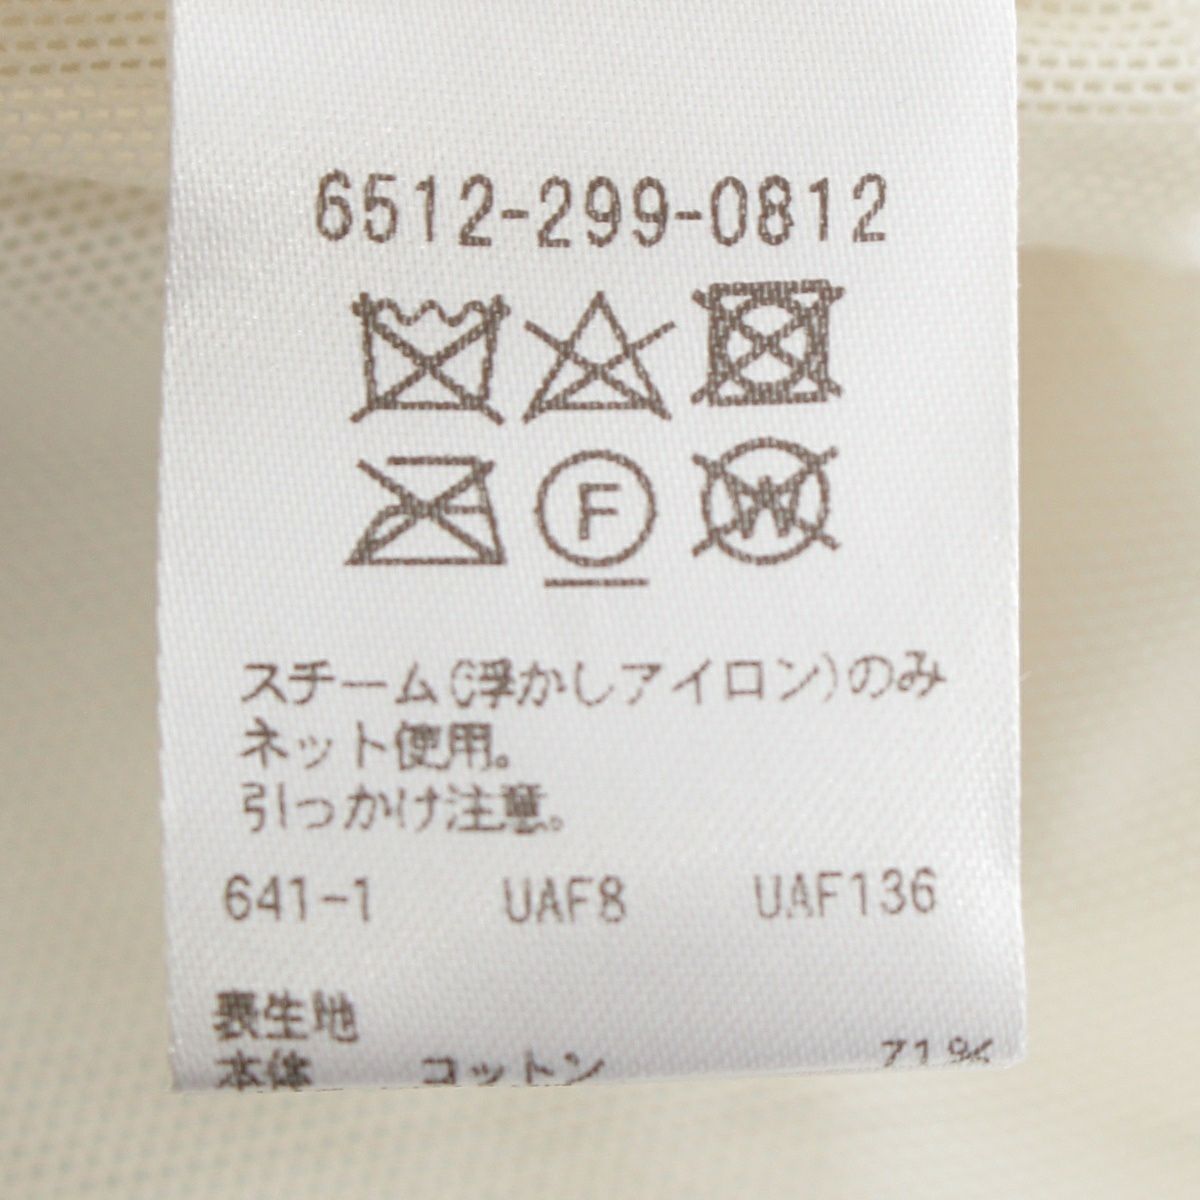 6512-299-0812
F
W
スチーム(浮かしアイロン)のみ
ネット使用。
引っかけ注意。
641-1 UAF8 UAF136
表生地
本体 コットン 71%